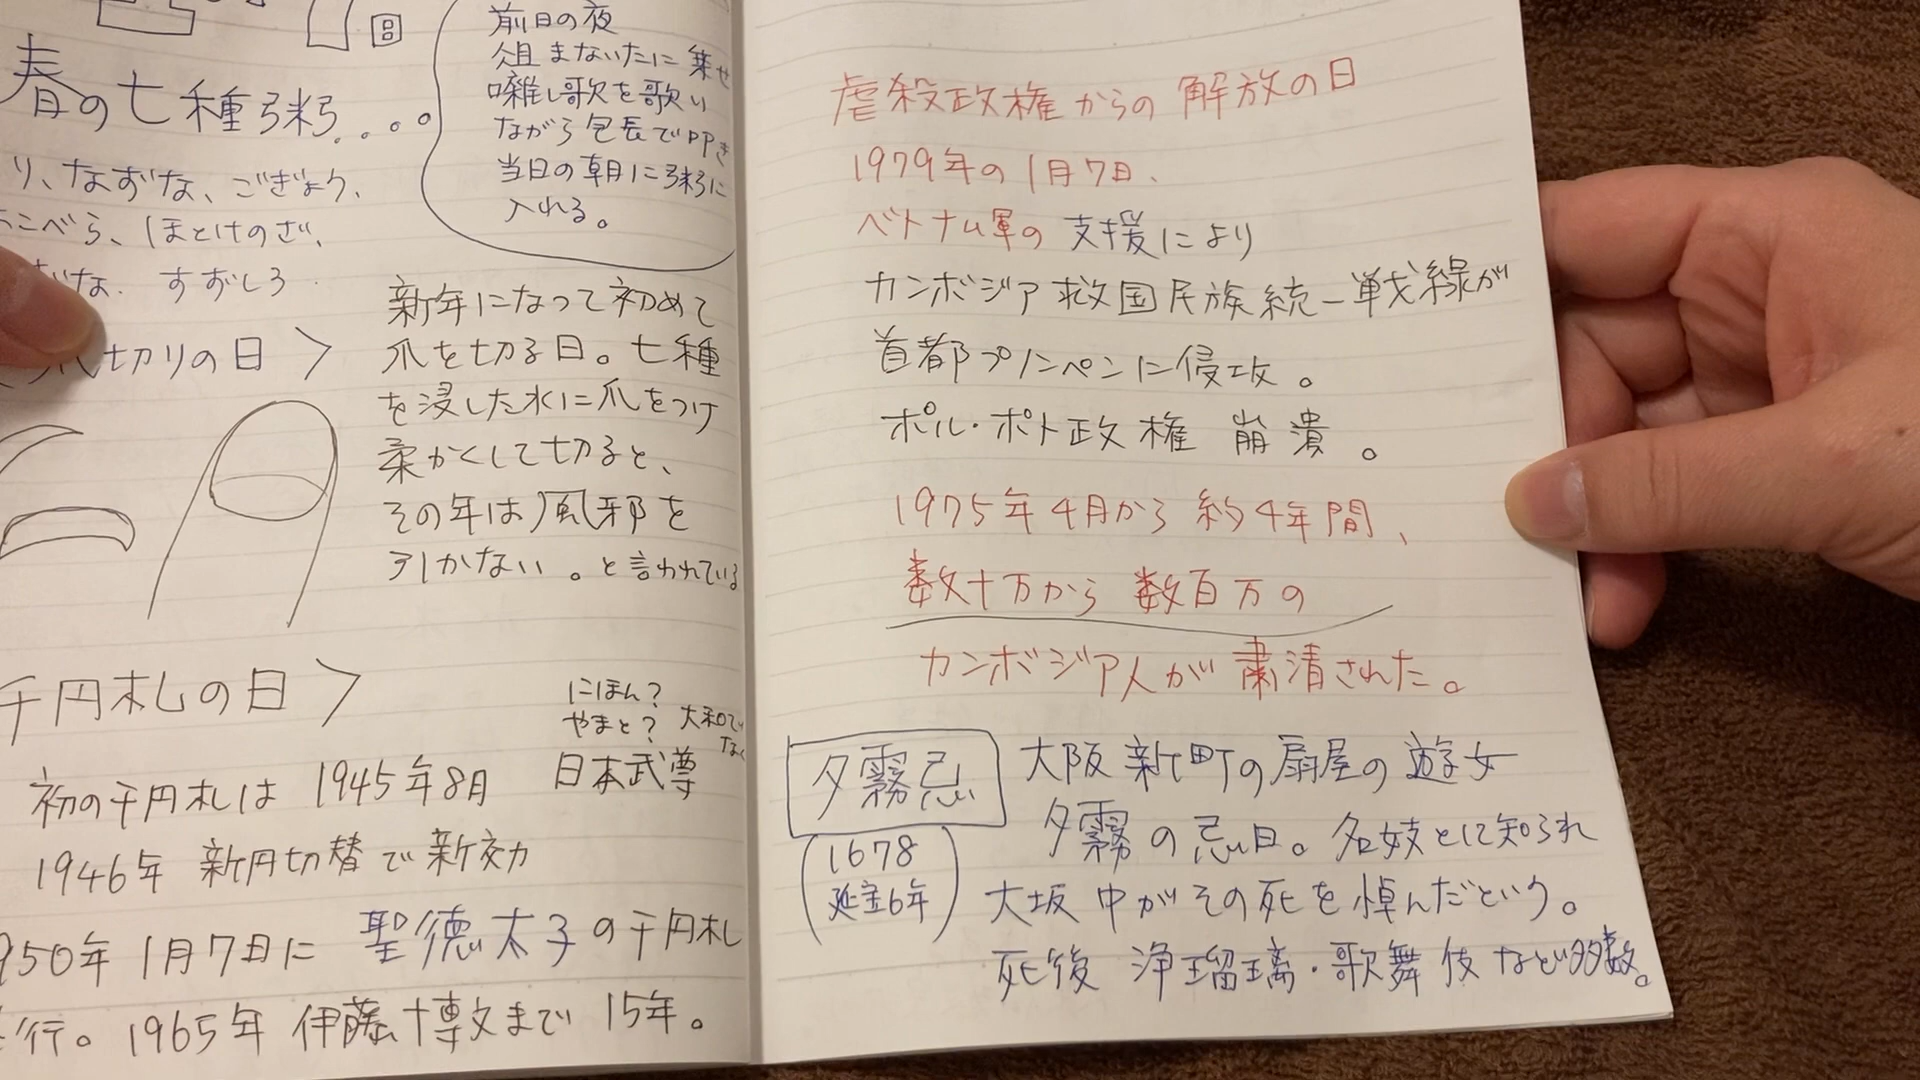 回
春の七種粥...。
前日の夜
俎まないたに乗せ
囃し歌を歌い
ながら包長で叩き
当日の朝に粥に
入れる。
り、なずな、ごぎょう、
こべら、ほとけのざ、
ずな、すずしろ
爪切りの日>
新年になって初めて
爪を切る日。七種
を浸した水に爪をつけ
柔かくして切ると、
その年は風邪を
引かない。と言われている
千円札の日>
にほん?
やまと? 大和で
なく
日本武尊
初の千円札は 1945年8月
1946年 新円切替で新効力
950年1月7日に 聖徳太子の千円札
発行。1965年 伊藤博文まで 15年。
虐殺政権からの解放の日
1979年の1月7日、
ベトナム軍の支援により
カンボジア救国民族統一戦線が
首都プノンペンに侵攻。
ポル・ポト政権 崩潰。
1975年4月から約4年間、
数十万から数百万の
カンボジア人が粛清された。
夕霧忌
(1678
延宝6年)
大阪新町の扇屋の遊女
夕霧の忌日。名妓として知られ
大坂中がその死を悼んだという。
死後 浄瑠璃・歌舞伎など多数。